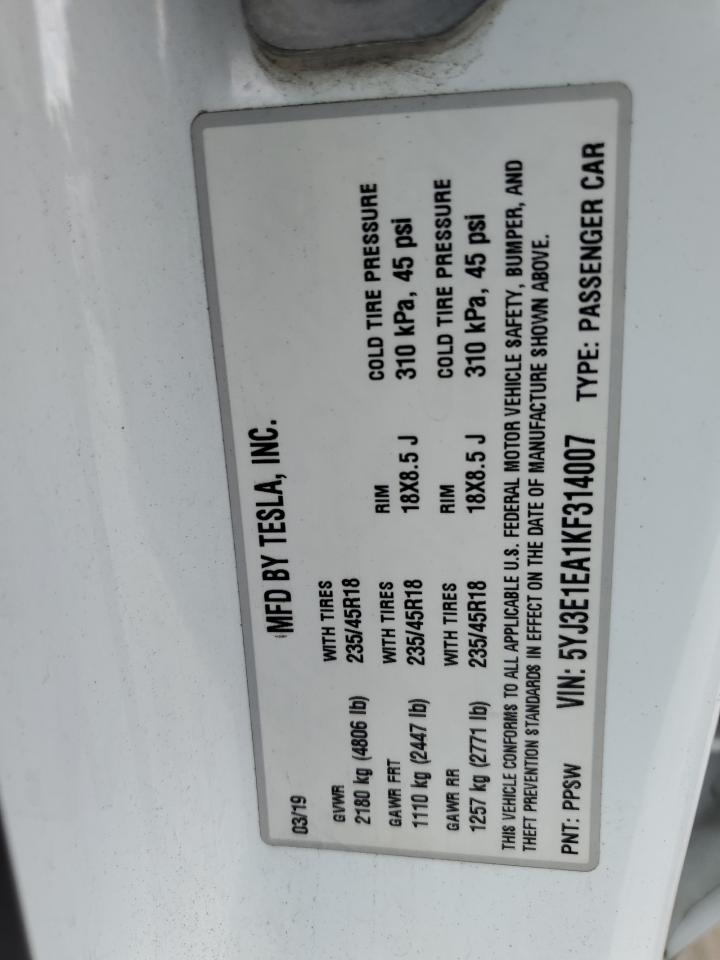 MFD BY TESLA, INC.
03/19
GVWR WITH TIRES
2180 kg (4806 lb) 235/45R18
GAWR FRT WITH TIRES RIM COLD TIRE PRESSURE
1110 kg (2447 lb) 235/45R18 18X8.5 J 310 kPa, 45 psi
GAWR RR WITH TIRES RIM COLD TIRE PRESSURE
1257 kg (2771 lb) 235/45R18 18X8.5 J 310 kPa, 45 psi
THIS VEHICLE CONFORMS TO ALL APPLICABLE U.S. FEDERAL MOTOR VEHICLE SAFETY, BUMPER, AND
THEFT PREVENTION STANDARDS IN EFFECT ON THE DATE OF MANUFACTURE SHOWN ABOVE.
PNT: PPSW VIN: 5YJ3E1EA1KF314007 TYPE: PASSENGER CAR